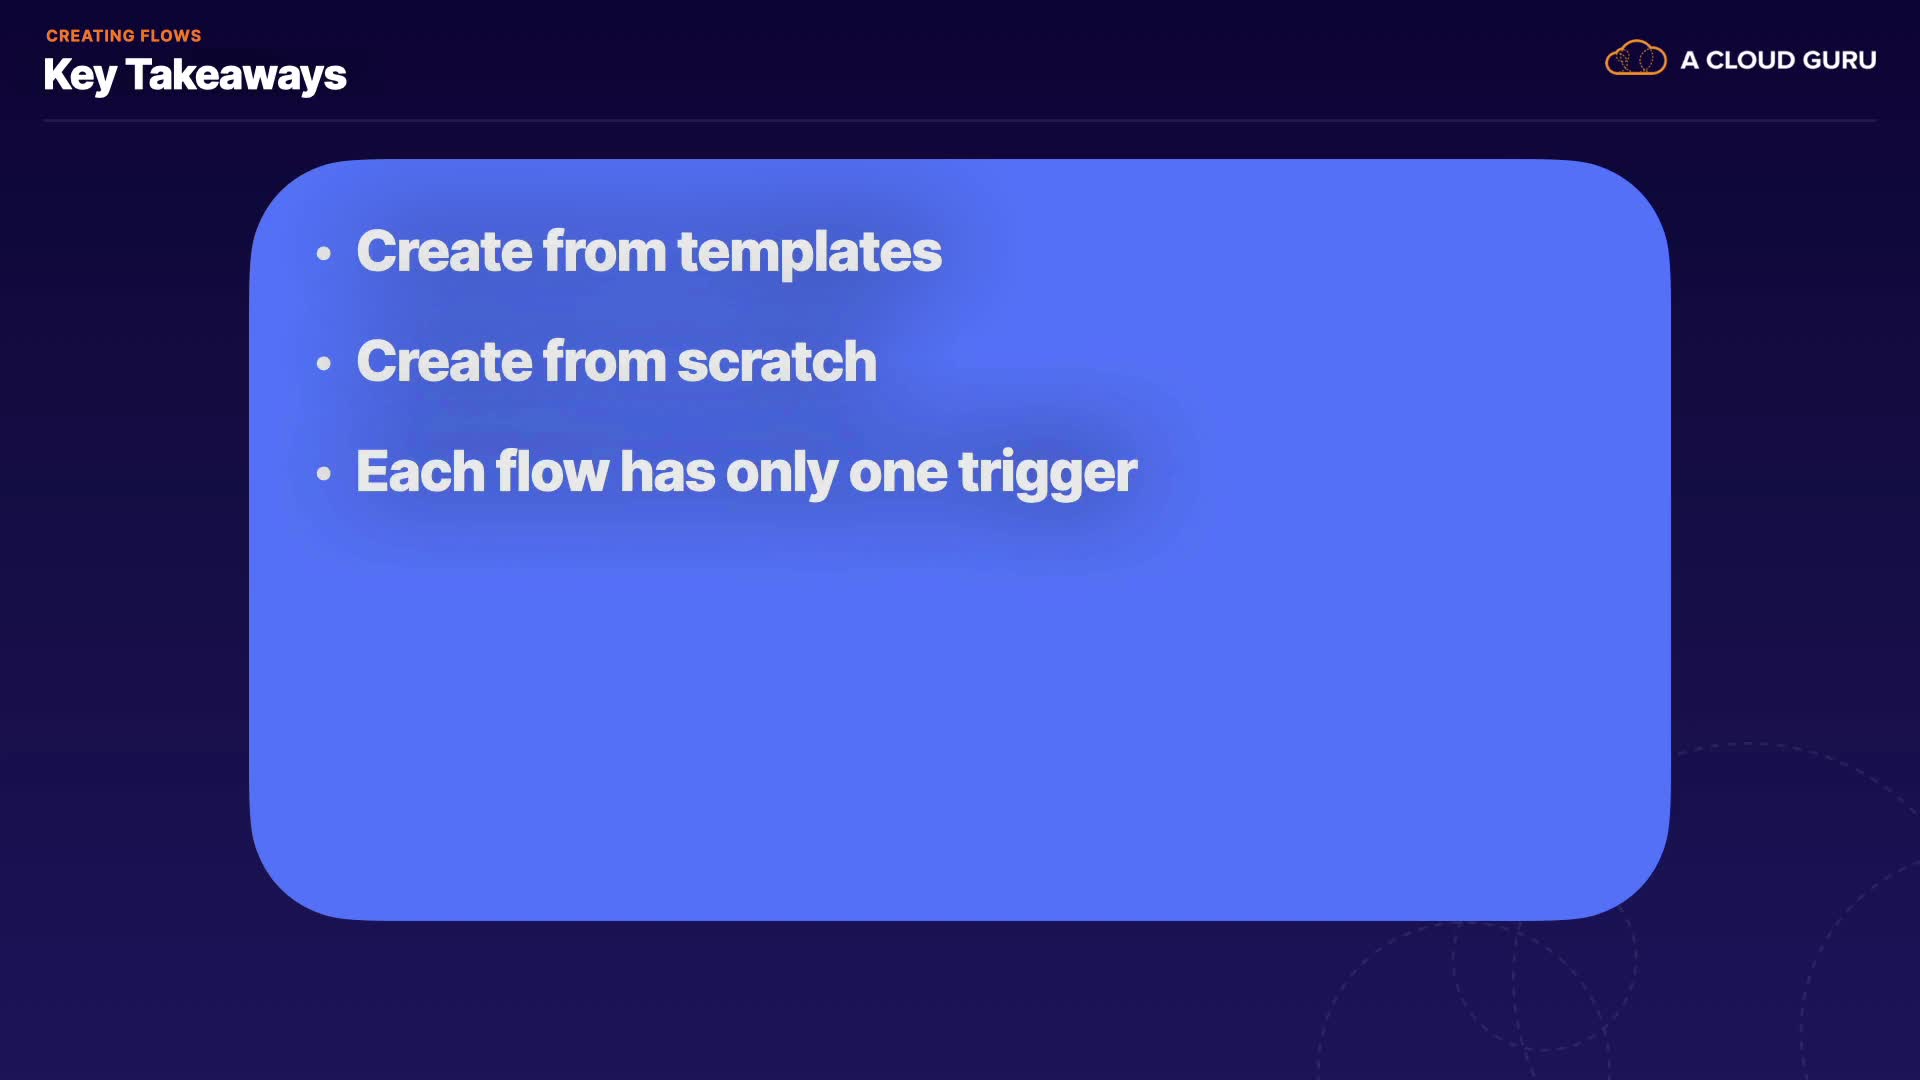 CREATING FLOWS
Key Takeaways
A CLOUD GURU
• Create from templates
• Create from scratch
• Each flow has only one trigger